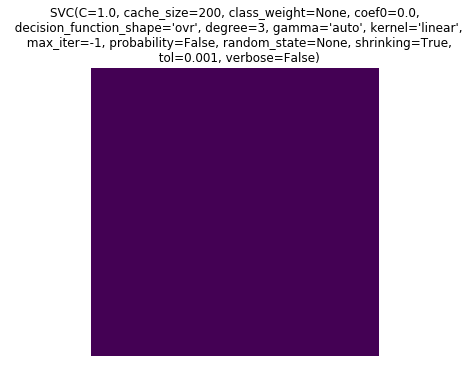 SVC(C=1.0, cache_size=200, class_weight=None, coef0=0.0,
decision_function_shape='ovr', degree=3, gamma='auto', kernel='linear',
max_iter=-1, probability=False, random_state=None, shrinking=True,
tol=0.001, verbose=False)